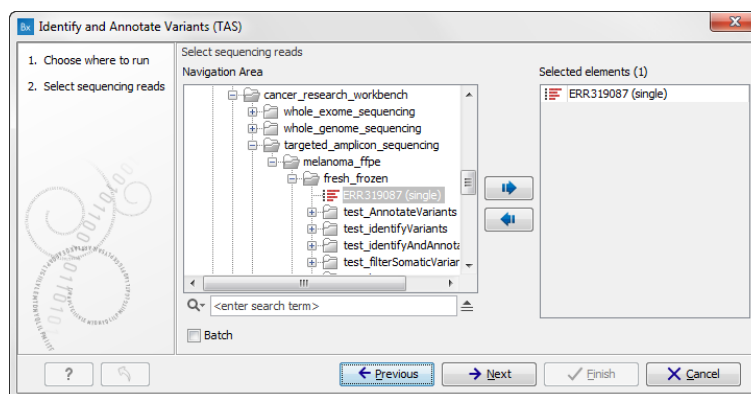 Bx Identify and Annotate Variants (TAS)
x
1. Choose where to run
2. Select sequencing reads
Select sequencing reads
Navigation Area
cancer_research_workbench
whole_exome_sequencing
whole_genome_sequencing
targeted_amplicon_sequencing
melanoma_ffpe
fresh_frozen
ERR319087 (single)
test_AnnotateVariants
test_identifyVariants
test_identifyAndAnnota
test_filterSomaticVarian
<enter search term>
Batch
Selected elements (1)
ERR319087 (single)
?
Previous
Next
Finish
Cancel